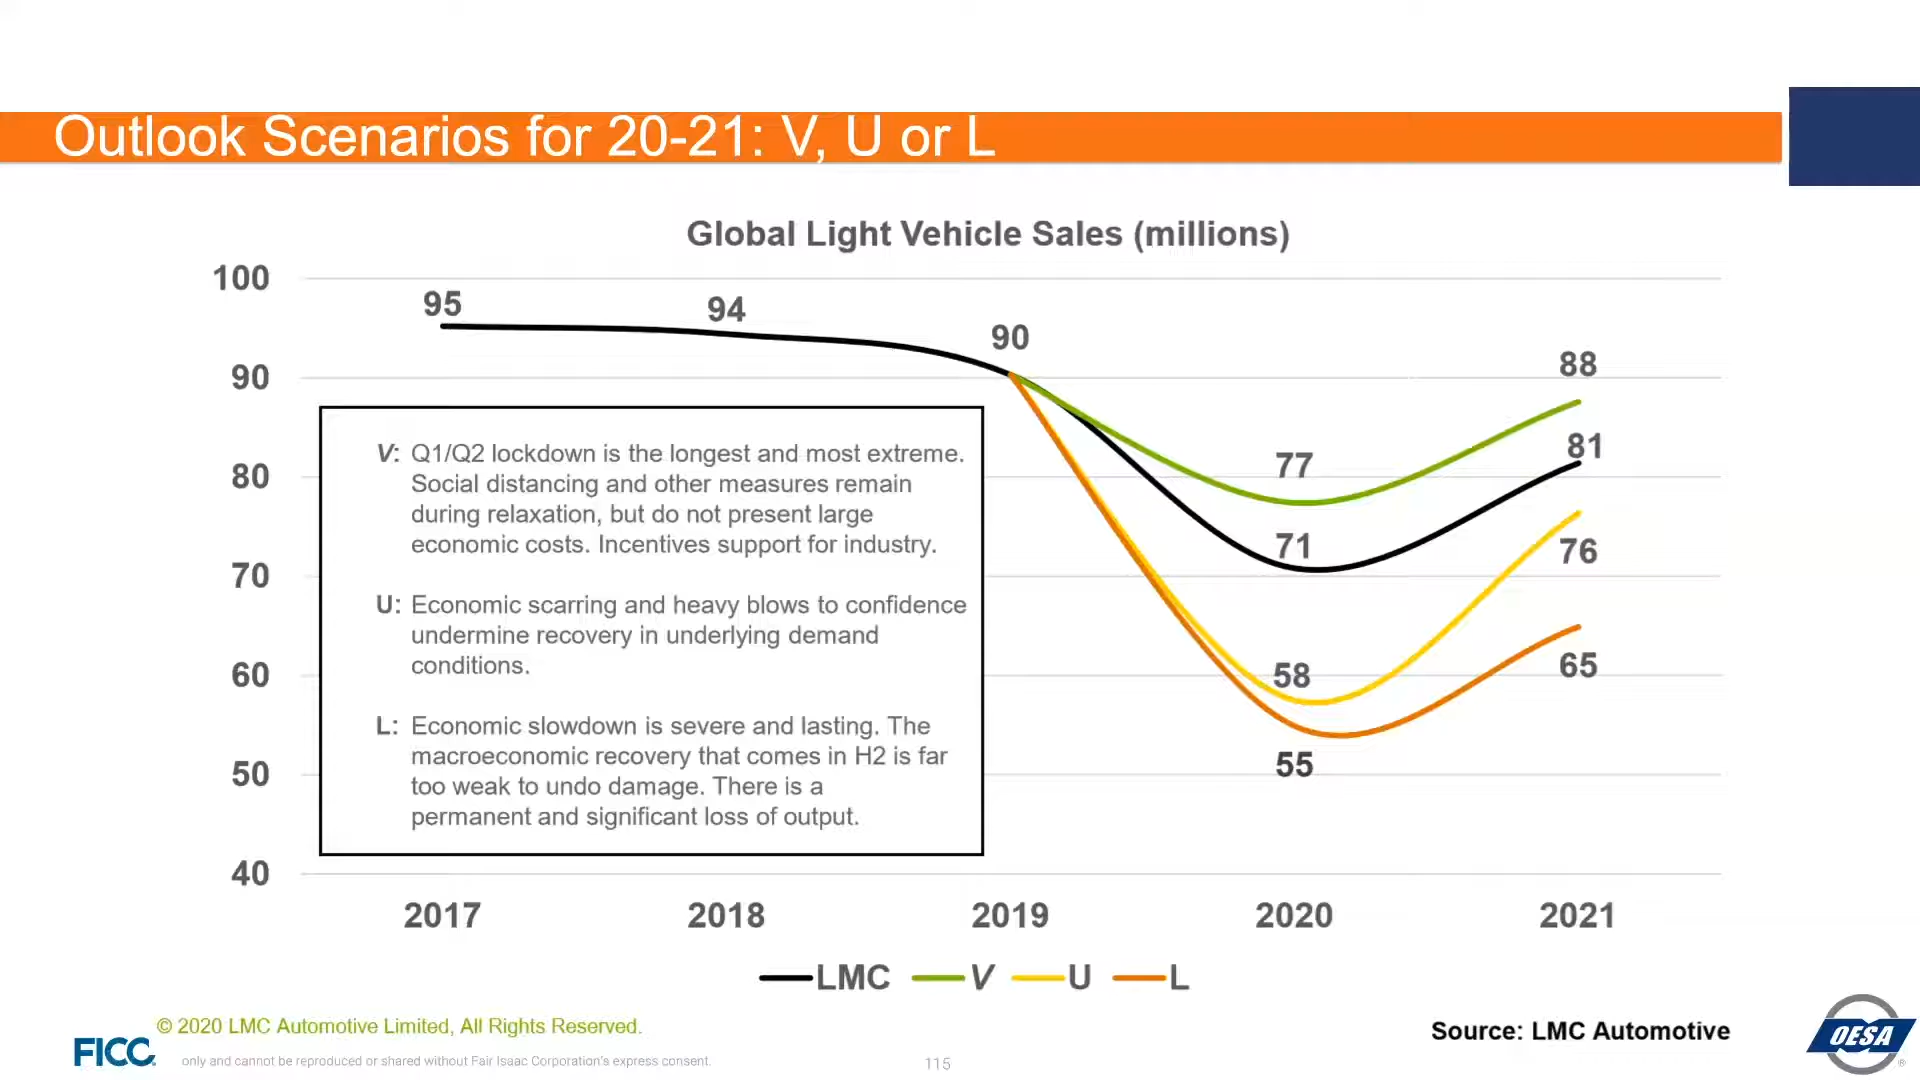 Outlook Scenarios for 20-21: V, U or L
Global Light Vehicle Sales (millions)
100
90
80
70
60
50
40
95
94
90
77
71
58
55
88
81
76
65
V: Q1/Q2 lockdown is the longest and most extreme.
Social distancing and other measures remain
during relaxation, but do not present large
economic costs. Incentives support for industry.
U: Economic scarring and heavy blows to confidence
undermine recovery in underlying demand
conditions.
L: Economic slowdown is severe and lasting. The
macroeconomic recovery that comes in H2 is far
too weak to undo damage. There is a
permanent and significant loss of output.
2017 2018 2019 2020 2021
LMC V U L
© 2020 LMC Automotive Limited, All Rights Reserved.
Source: LMC Automotive
FICO
only and cannot be reproduced or shared without Fair Isaac Corporation's express consent.
115
OESA